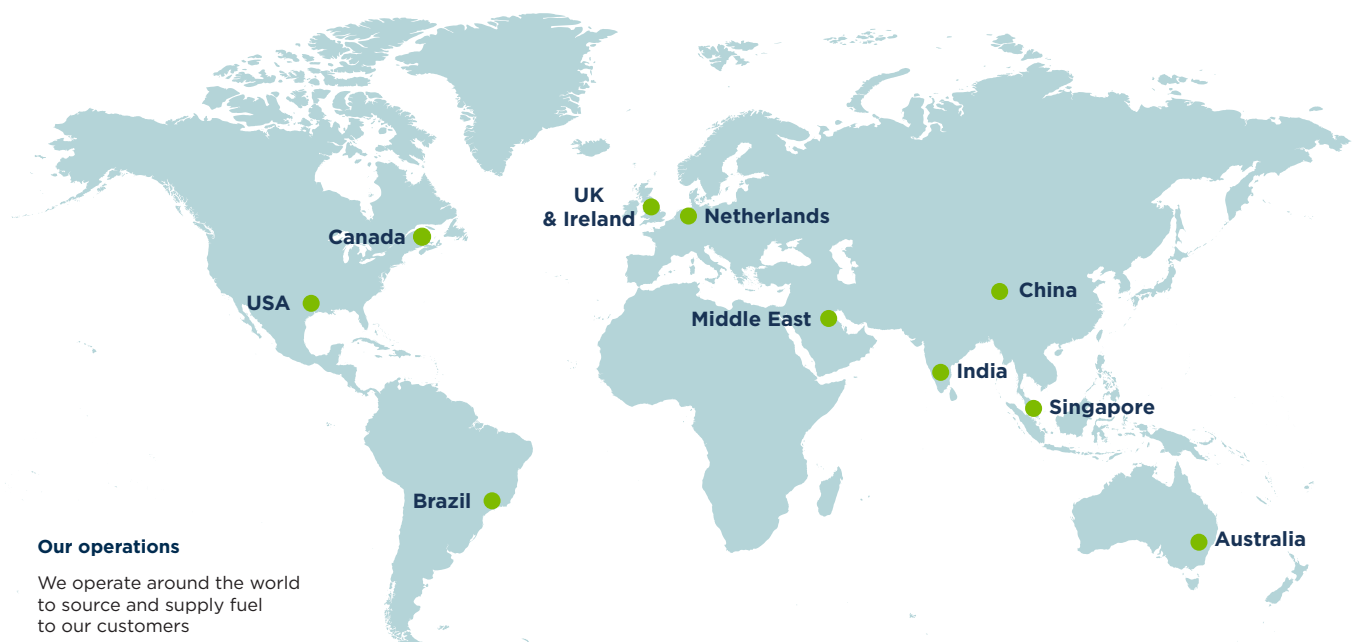 UK
& Ireland
Netherlands
Canada
USA
China
Middle East
India
Singapore
Brazil
Australia
Our operations
We operate around the world
to source and supply fuel
to our customers